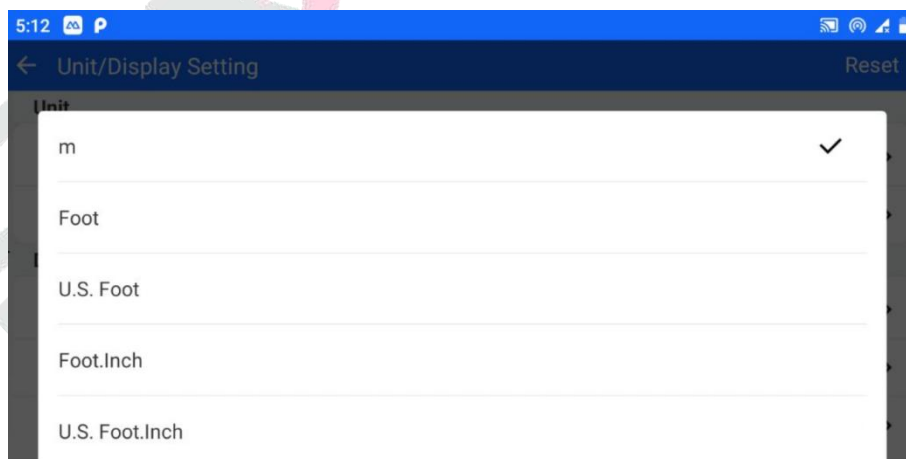 5:12
Unit/Display Setting
Reset
Unit
m
Foot
U.S. Foot
Foot.Inch
U.S. Foot.Inch